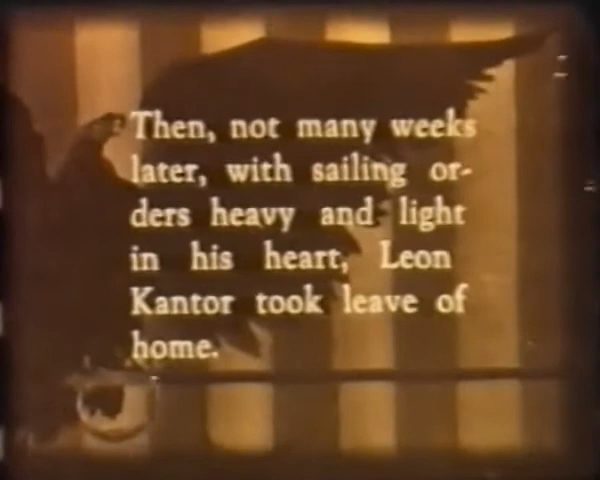 Then, not many weeks
later, with sailing or-
ders heavy and light
in his heart, Leon
Kantor took leave of
home.